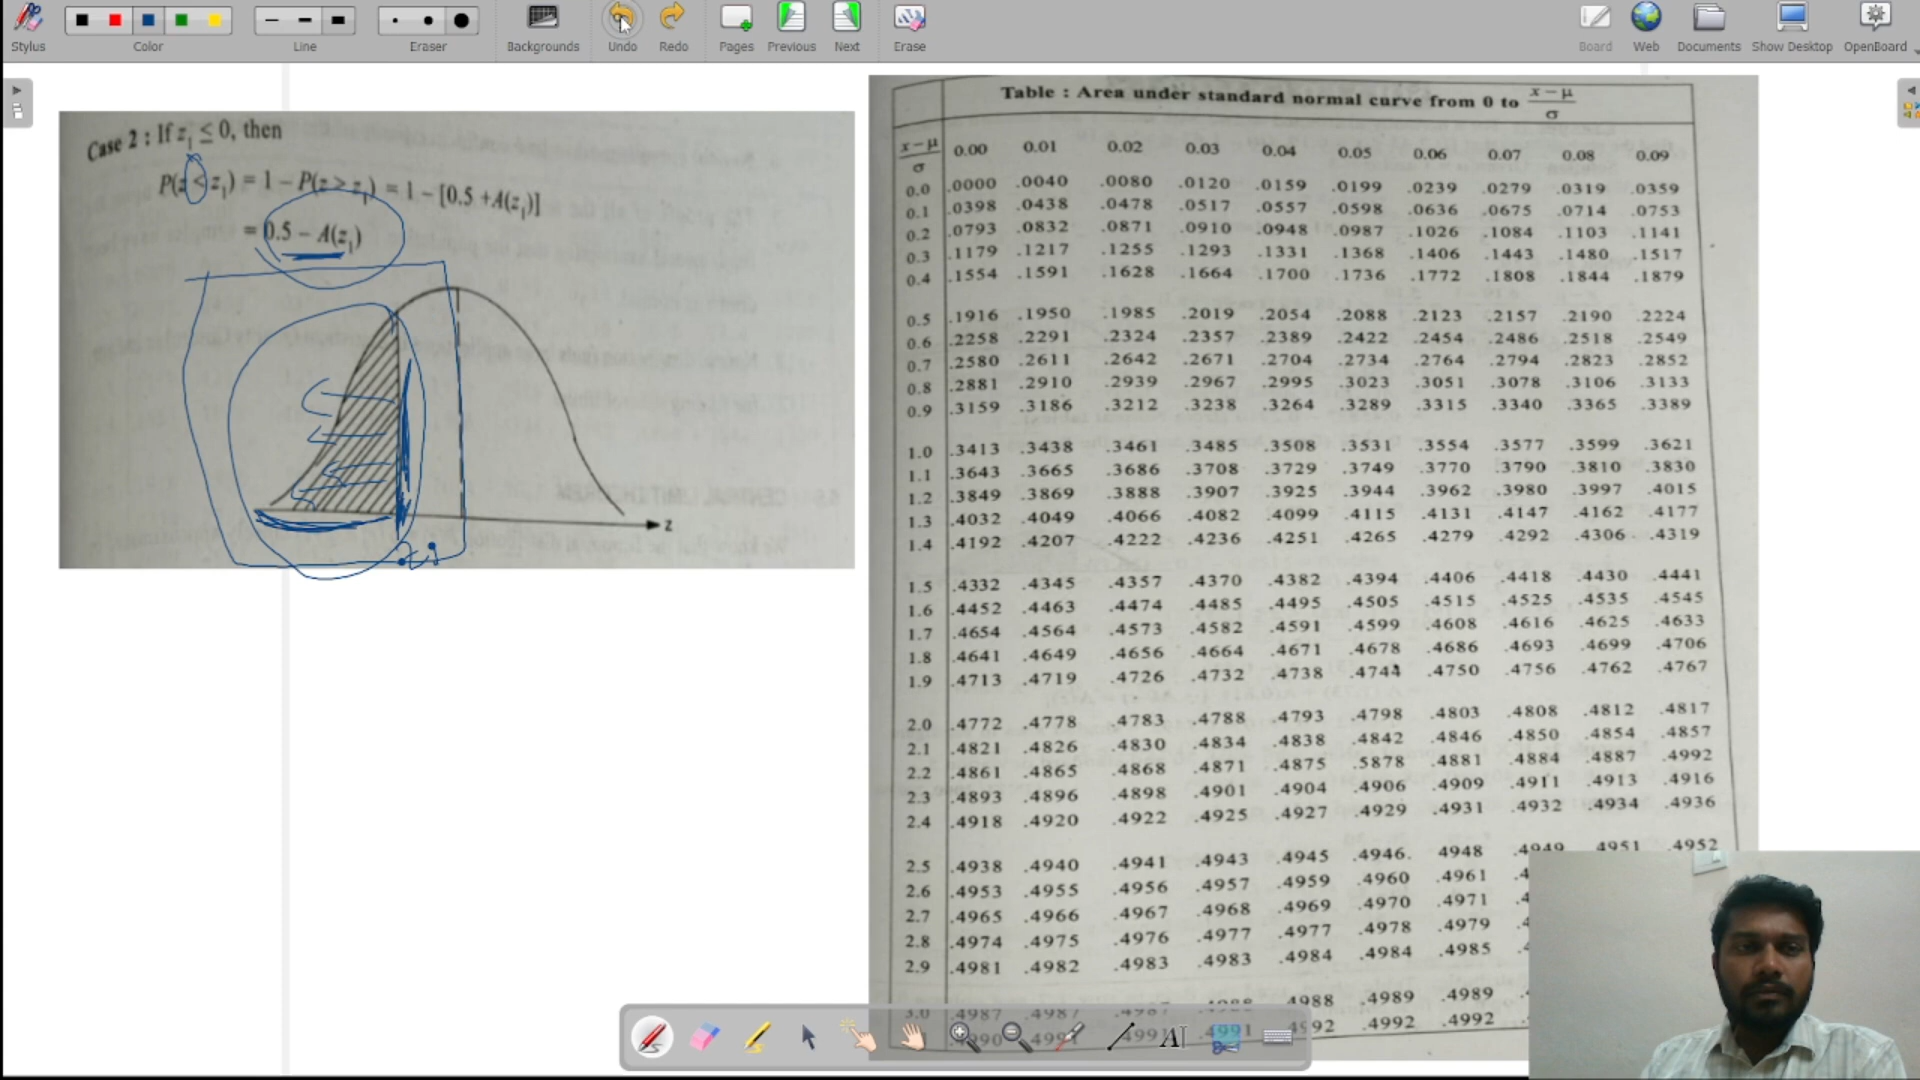 Stylus
Color
Line
Eraser
Backgrounds
Undo
Redo
Pages
Previous
Next
Erase
Board
Web
Documents
Show Desktop
OpenBoard
Case 2 : If z₁ ≤ 0, then
P(z < z₁) = 1 − P(z > z₁) = 1 − [0.5 + A(z₁)]
= 0.5 − A(z₁)
z
z₁
Table : Area under standard normal curve from 0 to x − μ / σ
x − μ / σ 0.00 0.01 0.02 0.03 0.04 0.05 0.06 0.07 0.08 0.09
0.0 .0000 .0040 .0080 .0120 .0159 .0199 .0239 .0279 .0319 .0359
0.1 .0398 .0438 .0478 .0517 .0557 .0598 .0636 .0675 .0714 .0753
0.2 .0793 .0832 .0871 .0910 .0948 .0987 .1026 .1084 .1103 .1141
0.3 .1179 .1217 .1255 .1293 .1331 .1368 .1406 .1443 .1480 .1517
0.4 .1554 .1591 .1628 .1664 .1700 .1736 .1772 .1808 .1844 .1879
0.5 .1916 .1950 .1985 .2019 .2054 .2088 .2123 .2157 .2190 .2224
0.6 .2258 .2291 .2324 .2357 .2389 .2422 .2454 .2486 .2518 .2549
0.7 .2580 .2611 .2642 .2671 .2704 .2734 .2764 .2794 .2823 .2852
0.8 .2881 .2910 .2939 .2967 .2995 .3023 .3051 .3078 .3106 .3133
0.9 .3159 .3186 .3212 .3238 .3264 .3289 .3315 .3340 .3365 .3389
1.0 .3413 .3438 .3461 .3485 .3508 .3531 .3554 .3577 .3599 .3621
1.1 .3643 .3665 .3686 .3708 .3729 .3749 .3770 .3790 .3810 .3830
1.2 .3849 .3869 .3888 .3907 .3925 .3944 .3962 .3980 .3997 .4015
1.3 .4032 .4049 .4066 .4082 .4099 .4115 .4131 .4147 .4162 .4177
1.4 .4192 .4207 .4222 .4236 .4251 .4265 .4279 .4292 .4306 .4319
1.5 .4332 .4345 .4357 .4370 .4382 .4394 .4406 .4418 .4430 .4441
1.6 .4452 .4463 .4474 .4485 .4495 .4505 .4515 .4525 .4535 .4545
1.7 .4654 .4564 .4573 .4582 .4591 .4599 .4608 .4616 .4625 .4633
1.8 .4641 .4649 .4656 .4664 .4671 .4678 .4686 .4693 .4699 .4706
1.9 .4713 .4719 .4726 .4732 .4738 .4744 .4750 .4756 .4762 .4767
2.0 .4772 .4778 .4783 .4788 .4793 .4798 .4803 .4808 .4812 .4817
2.1 .4821 .4826 .4830 .4834 .4838 .4842 .4846 .4850 .4854 .4857
2.2 .4861 .4865 .4868 .4871 .4875 .5878 .4881 .4884 .4887 .4992
2.3 .4893 .4896 .4898 .4901 .4904 .4906 .4909 .4911 .4913 .4916
2.4 .4918 .4920 .4922 .4925 .4927 .4929 .4931 .4932 .4934 .4936
2.5 .4938 .4940 .4941 .4943 .4945 .4946. 4948 .4949 .4951 .4952
2.6 .4953 .4955 .4956 .4957 .4959 .4960 .4961
2.7 .4965 .4966 .4967 .4968 .4969 .4970 .4971
2.8 .4974 .4975 .4976 .4977 .4977 .4978 .4979
2.9 .4981 .4982 .4983 .4983 .4984 .4984 .4985
3.0 .4987 .4987 .4987 .4988 .4988 .4989 .4989
.4991 .4992 .4992 .4992